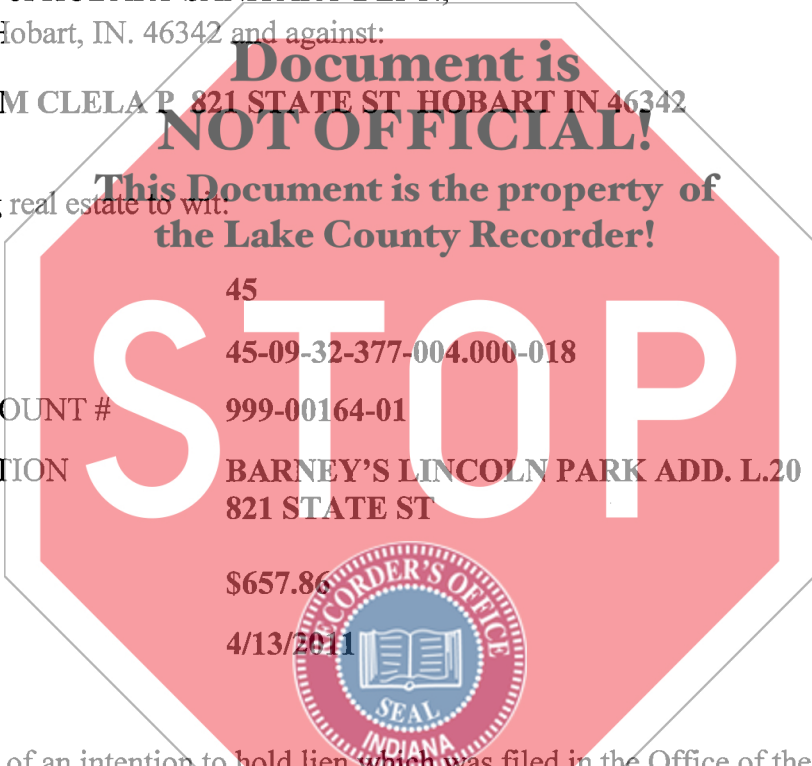 Hobart, IN. 46342 and against:
Document is
M CLELA P 821 STATE ST HOBART IN 46342
NOT OFFICIAL!
This Document is the property of
real estate to wit:
the Lake County Recorder!
45
STOP
45-09-32-377-004.000-018
OUNT # 999-00164-01
TION BARNEY'S LINCOLN PARK ADD. L.20
821 STATE ST
$657.86
RECORDER'S OFFICE
4/13/2011
SEAL
INDIANA
of an intention to hold lien which was filed in the Office of the